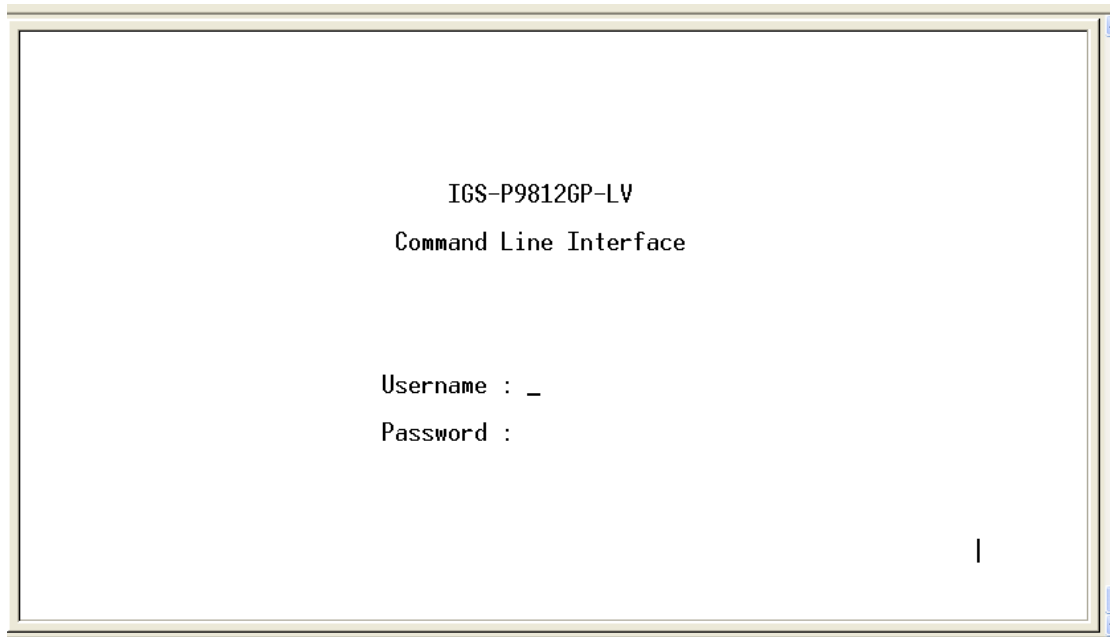 IGS-P9812GP-LV
Command Line Interface
Username : _
Password :